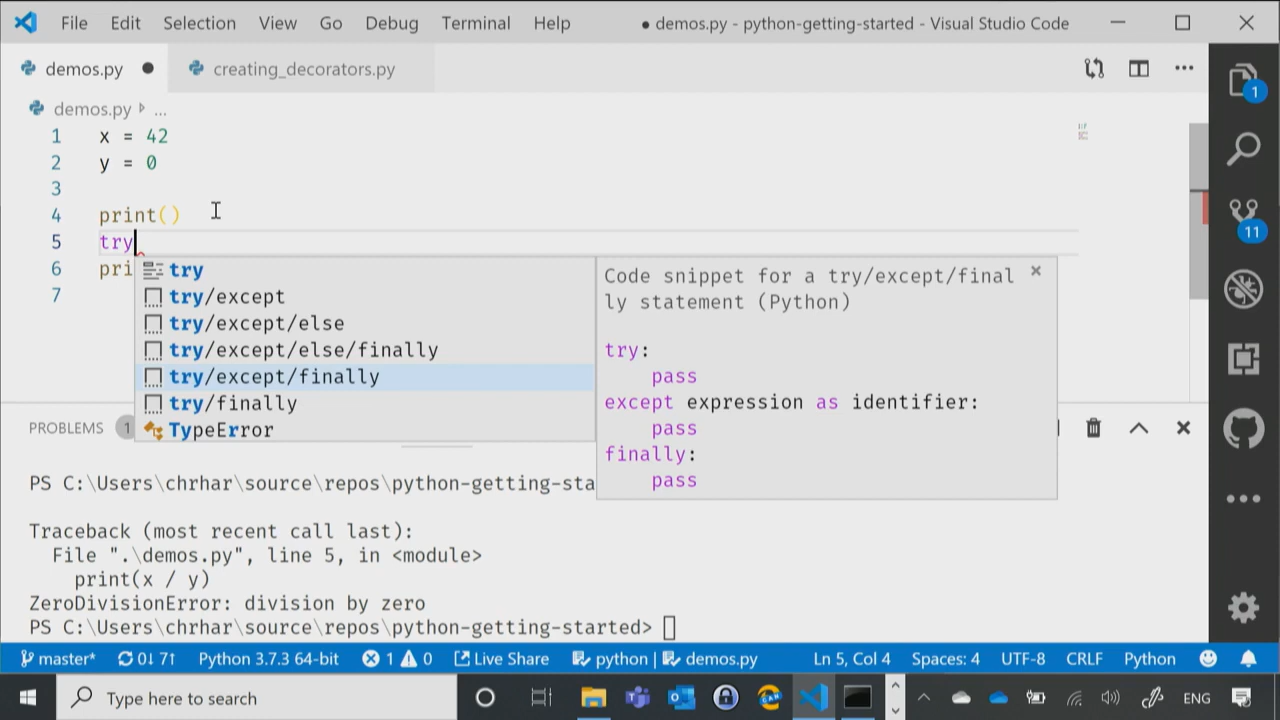 File Edit Selection View Go Debug Terminal Help ● demos.py - python-getting-started - Visual Studio Code
demos.py ● creating_decorators.py
demos.py ...
1 x = 42
2 y = 0
3
4 print()
5 try
6 pri
7
try
try/except
try/except/else
try/except/else/finally
try/except/finally
try/finally
TypeError
Code snippet for a try/except/final
ly statement (Python)
try:
pass
except expression as identifier:
pass
finally:
pass
1
11
PROBLEMS 1
PS C:\Users\chrhar\source\repos\python-getting-sta
Traceback (most recent call last):
File ".\demos.py", line 5, in <module>
print(x / y)
ZeroDivisionError: division by zero
PS C:\Users\chrhar\source\repos\python-getting-started>
master* 0↓ 7↑ Python 3.7.3 64-bit 1 0 Live Share python | demos.py Ln 5, Col 4 Spaces: 4 UTF-8 CRLF Python
Type here to search ENG